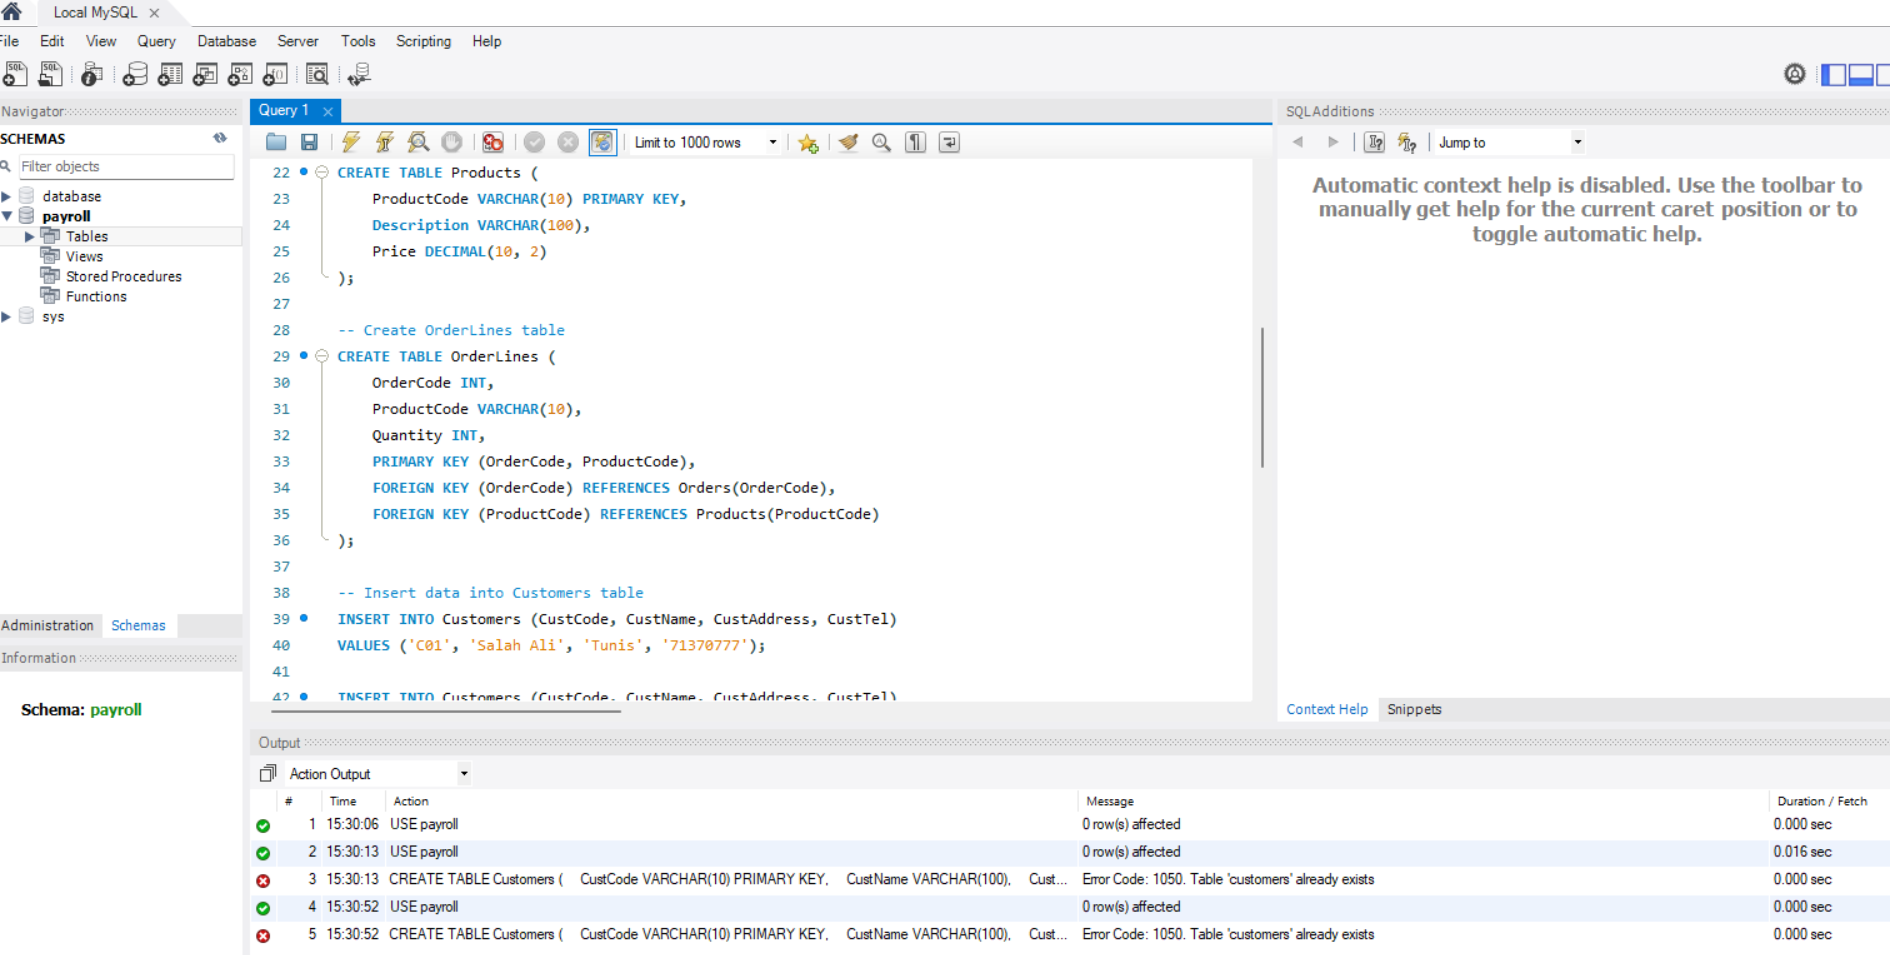 Local MySQL
File Edit View Query Database Server Tools Scripting Help
Navigator
SCHEMAS
Filter objects
database
payroll
Tables
Views
Stored Procedures
Functions
sys
Administration Schemas
Information
Schema: payroll
Query 1
Limit to 1000 rows
22 CREATE TABLE Products (
23 ProductCode VARCHAR(10) PRIMARY KEY,
24 Description VARCHAR(100),
25 Price DECIMAL(10, 2)
26 );
27
28 -- Create OrderLines table
29 CREATE TABLE OrderLines (
30 OrderCode INT,
31 ProductCode VARCHAR(10),
32 Quantity INT,
33 PRIMARY KEY (OrderCode, ProductCode),
34 FOREIGN KEY (OrderCode) REFERENCES Orders(OrderCode),
35 FOREIGN KEY (ProductCode) REFERENCES Products(ProductCode)
36 );
37
38 -- Insert data into Customers table
39 INSERT INTO Customers (CustCode, CustName, CustAddress, CustTel)
40 VALUES ('C01', 'Salah Ali', 'Tunis', '71370777');
41
42 INSERT INTO Customers (CustCode, CustName, CustAddress, CustTel)
SQLAdditions
Jump to
Automatic context help is disabled. Use the toolbar to
manually get help for the current caret position or to
toggle automatic help.
Context Help Snippets
Output
Action Output
# Time Action Message Duration / Fetch
1 15:30:06 USE payroll 0 row(s) affected 0.000 sec
2 15:30:13 USE payroll 0 row(s) affected 0.016 sec
3 15:30:13 CREATE TABLE Customers ( CustCode VARCHAR(10) PRIMARY KEY, CustName VARCHAR(100), Cust... Error Code: 1050. Table 'customers' already exists 0.000 sec
4 15:30:52 USE payroll 0 row(s) affected 0.000 sec
5 15:30:52 CREATE TABLE Customers ( CustCode VARCHAR(10) PRIMARY KEY, CustName VARCHAR(100), Cust... Error Code: 1050. Table 'customers' already exists 0.000 sec